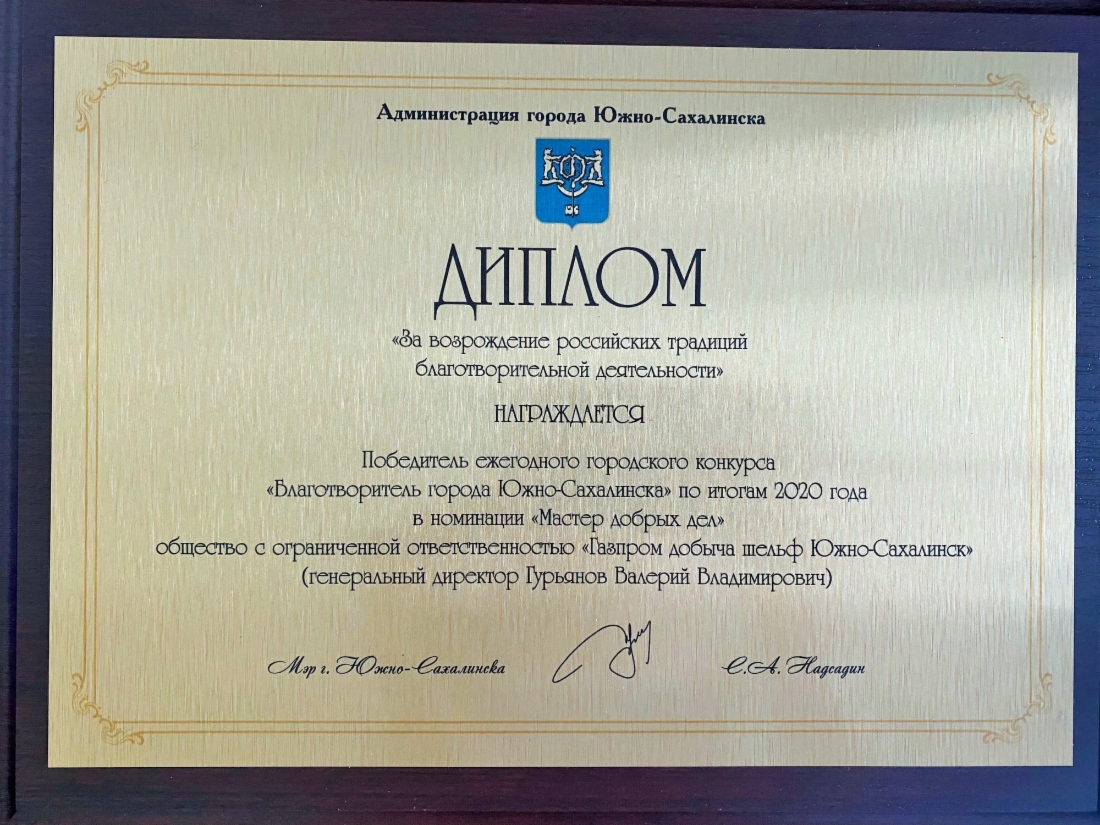 Администрация города Южно-Сахалинска
ДИПЛОМ
«За возрождение российских традиций
благотворительной деятельности»
НАГРАЖДАЕТСЯ
Победитель ежегодного городского конкурса
«Благотворитель города Южно-Сахалинска» по итогам 2020 года
в номинации «Мастер добрых дел»
общество с ограниченной ответственностью «Газпром добыча шельф Южно-Сахалинск»
(генеральный директор Гурьянов Валерий Владимирович)
Мэр г. Южно-Сахалинска С.А. Надсадин